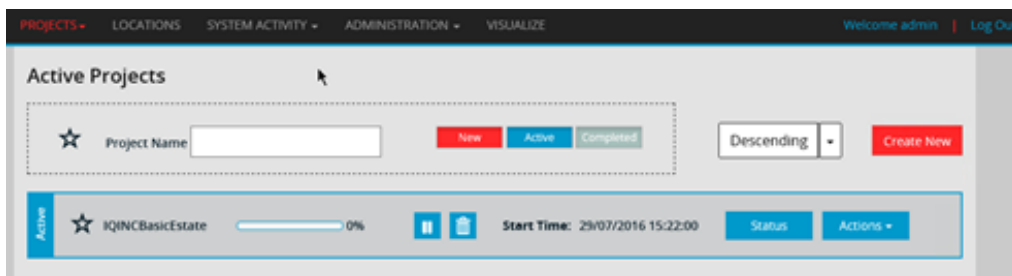 PROJECTS LOCATIONS SYSTEM ACTIVITY ADMINISTRATION VISUALIZE Welcome admin | Log Ou
Active Projects
Project Name New Active Completed Descending Create New
Active IQINCBasicEstate 0% Start Time: 29/07/2016 15:22:00 Status Actions